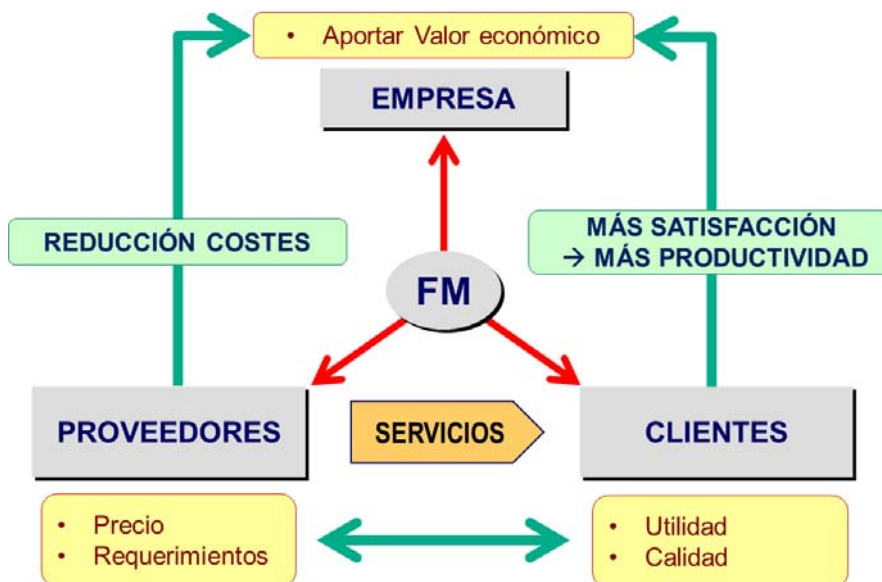 • Aportar Valor económico
EMPRESA
REDUCCIÓN COSTES
MÁS SATISFACCIÓN
→ MÁS PRODUCTIVIDAD
FM
PROVEEDORES
SERVICIOS
CLIENTES
• Precio
• Requerimientos
• Utilidad
• Calidad